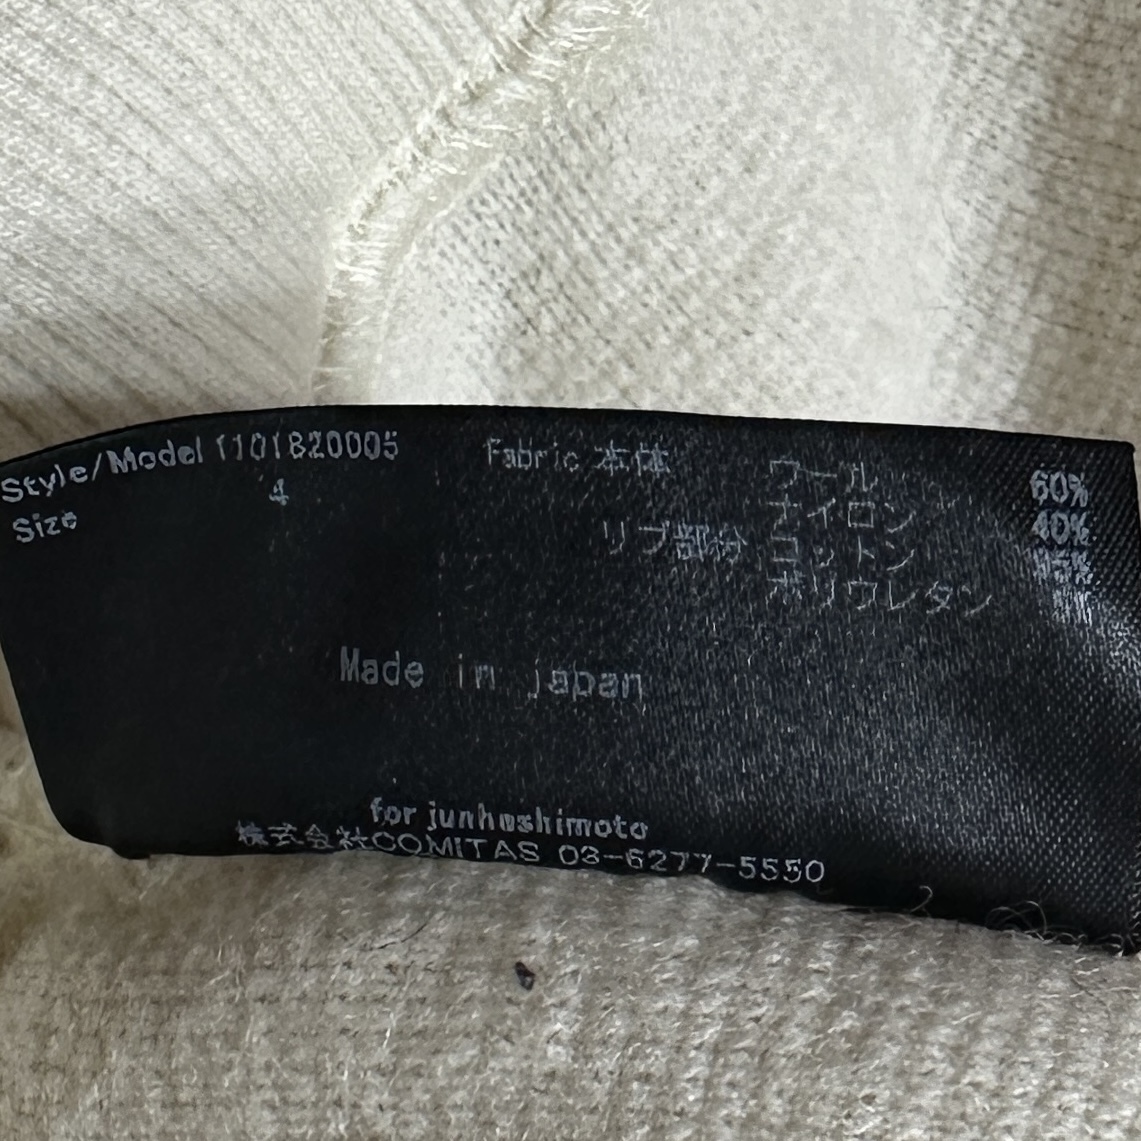 Style/Model 1101820005 Fabric 本体 ウール 60%
Size 4 ナイロン 40%
リブ部分 コットン 95%
ポリウレタン
Made in japan
for junhashimoto
株式会社COMITAS 03-6277-5550